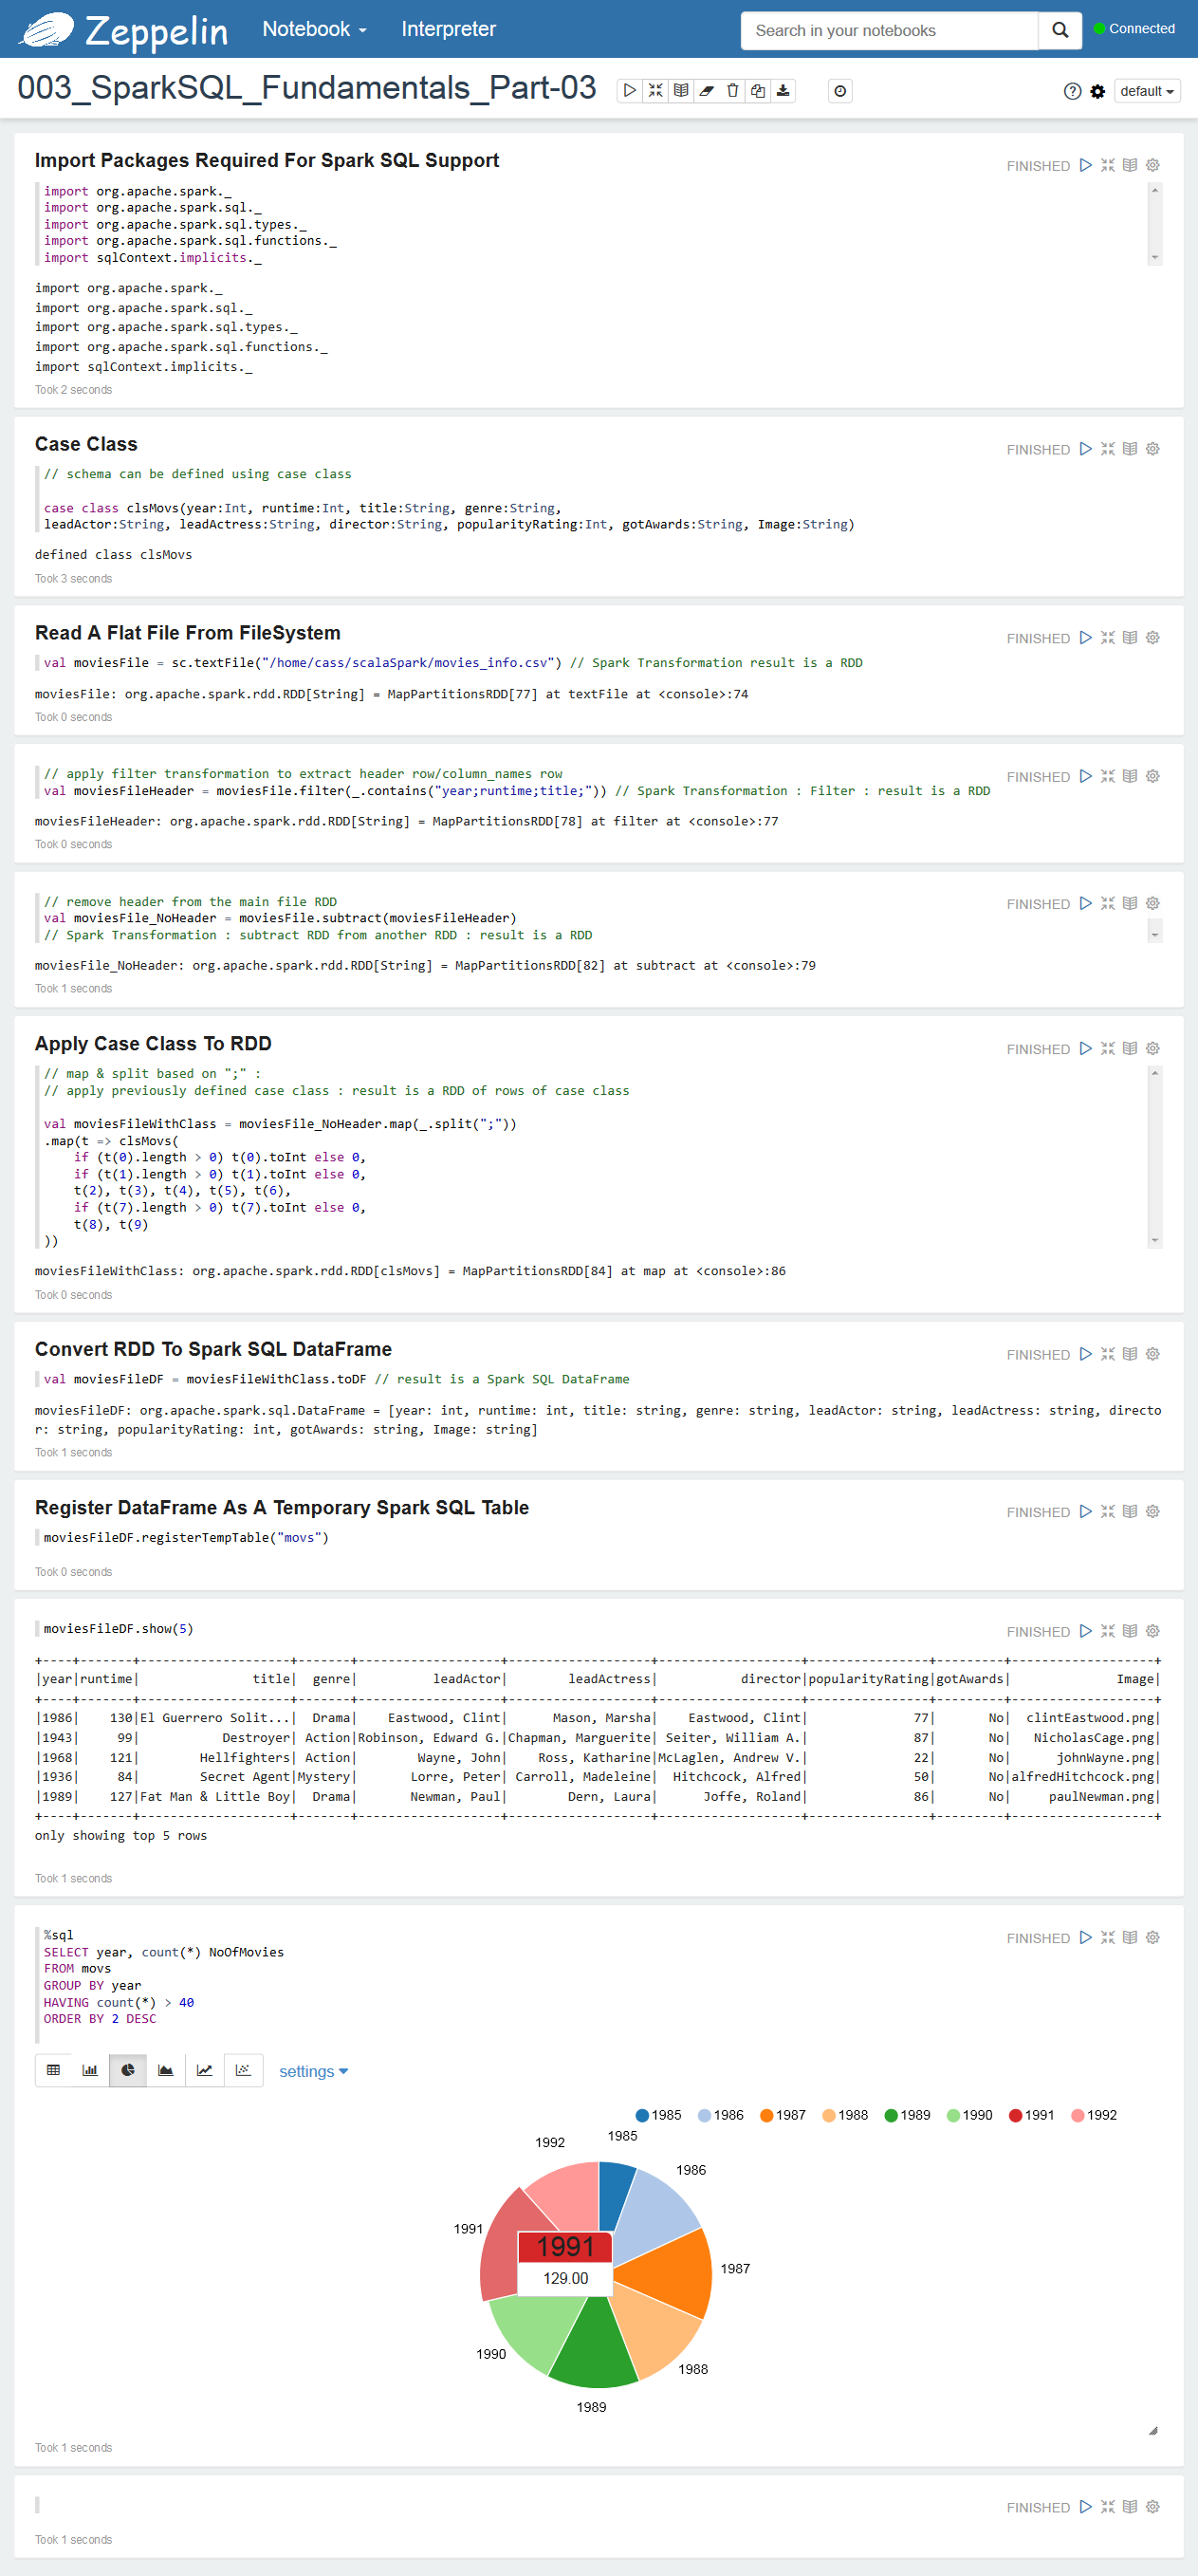 Zeppelin Notebook Interpreter Search in your notebooks Connected
003_SparkSQL_Fundamentals_Part-03 default
Import Packages Required For Spark SQL Support FINISHED
import org.apache.spark._
import org.apache.spark.sql._
import org.apache.spark.sql.types._
import org.apache.spark.sql.functions._
import sqlContext.implicits._
import org.apache.spark._
import org.apache.spark.sql._
import org.apache.spark.sql.types._
import org.apache.spark.sql.functions._
import sqlContext.implicits._
Took 2 seconds
Case Class FINISHED
// schema can be defined using case class
case class clsMovs(year:Int, runtime:Int, title:String, genre:String,
leadActor:String, leadActress:String, director:String, popularityRating:Int, gotAwards:String, Image:String)
defined class clsMovs
Took 3 seconds
Read A Flat File From FileSystem FINISHED
val moviesFile = sc.textFile("/home/cass/scalaSpark/movies_info.csv") // Spark Transformation result is a RDD
moviesFile: org.apache.spark.rdd.RDD[String] = MapPartitionsRDD[77] at textFile at <console>:74
Took 0 seconds
FINISHED
// apply filter transformation to extract header row/column_names row
val moviesFileHeader = moviesFile.filter(_.contains("year;runtime;title;")) // Spark Transformation : Filter : result is a RDD
moviesFileHeader: org.apache.spark.rdd.RDD[String] = MapPartitionsRDD[78] at filter at <console>:77
Took 0 seconds
FINISHED
// remove header from the main file RDD
val moviesFile_NoHeader = moviesFile.subtract(moviesFileHeader)
// Spark Transformation : subtract RDD from another RDD : result is a RDD
moviesFile_NoHeader: org.apache.spark.rdd.RDD[String] = MapPartitionsRDD[82] at subtract at <console>:79
Took 1 seconds
Apply Case Class To RDD FINISHED
// map & split based on ";" :
// apply previously defined case class : result is a RDD of rows of case class
val moviesFileWithClass = moviesFile_NoHeader.map(_.split(";"))
.map(t => clsMovs(
if (t(0).length > 0) t(0).toInt else 0,
if (t(1).length > 0) t(1).toInt else 0,
t(2), t(3), t(4), t(5), t(6),
if (t(7).length > 0) t(7).toInt else 0,
t(8), t(9)
))
moviesFileWithClass: org.apache.spark.rdd.RDD[clsMovs] = MapPartitionsRDD[84] at map at <console>:86
Took 0 seconds
Convert RDD To Spark SQL DataFrame FINISHED
val moviesFileDF = moviesFileWithClass.toDF // result is a Spark SQL DataFrame
moviesFileDF: org.apache.spark.sql.DataFrame = [year: int, runtime: int, title: string, genre: string, leadActor: string, leadActress: string, directo
r: string, popularityRating: int, gotAwards: string, Image: string]
Took 1 seconds
Register DataFrame As A Temporary Spark SQL Table FINISHED
moviesFileDF.registerTempTable("movs")
Took 0 seconds
moviesFileDF.show(5) FINISHED
+----+-------+--------------------+-------+-------------------+-------------------+-------------------+----------------+---------+-------------------+
|year|runtime| title| genre| leadActor| leadActress| director|popularityRating|gotAwards| Image|
+----+-------+--------------------+-------+-------------------+-------------------+-------------------+----------------+---------+-------------------+
|1986| 130|El Guerrero Solit...| Drama| Eastwood, Clint| Mason, Marsha| Eastwood, Clint| 77| No| clintEastwood.png|
|1943| 99| Destroyer| Action|Robinson, Edward G.|Chapman, Marguerite| Seiter, William A.| 87| No| NicholasCage.png|
|1968| 121| Hellfighters| Action| Wayne, John| Ross, Katharine|McLaglen, Andrew V.| 22| No| johnWayne.png|
|1936| 84| Secret Agent|Mystery| Lorre, Peter| Carroll, Madeleine| Hitchcock, Alfred| 50| No|alfredHitchcock.png|
|1989| 127|Fat Man & Little Boy| Drama| Newman, Paul| Dern, Laura| Joffe, Roland| 86| No| paulNewman.png|
+----+-------+--------------------+-------+-------------------+-------------------+-------------------+----------------+---------+-------------------+
only showing top 5 rows
Took 1 seconds
%sql FINISHED
SELECT year, count(*) NoOfMovies
FROM movs
GROUP BY year
HAVING count(*) > 40
ORDER BY 2 DESC
settings
1985 1986 1987 1988 1989 1990 1991 1992
1985
1992
1986
1991
1991
1987
129.00
1990
1988
1989
Took 1 seconds
FINISHED
Took 1 seconds